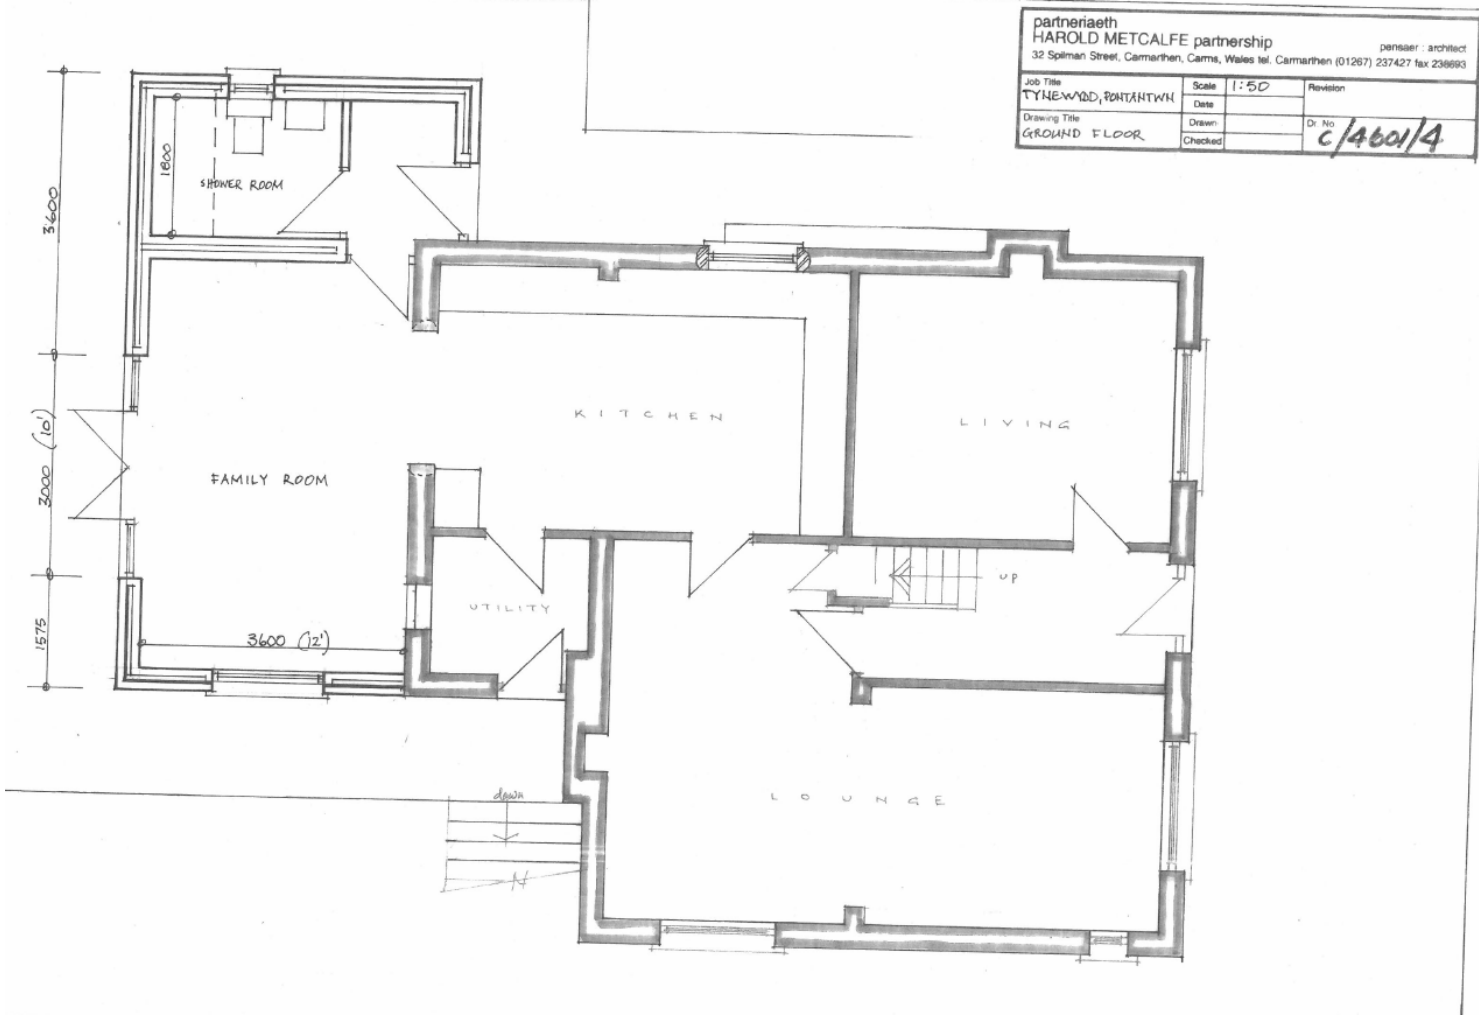 partneriaeth
HAROLD METCALFE partnership
pensaer : architect
32 Spilman Street, Carmarthen, Carms, Wales tel. Carmarthen (01267) 237427 fax 236693
Job Title
TYNEWYDD, PONTANTWN
Scale 1:50
Revision
Date
Drawing Title
GROUND FLOOR
Drawn
Checked
Dr. No
C/4601/4
3600
1800
SHOWER ROOM
KITCHEN
LIVING
3000 (10')
FAMILY ROOM
UP
UTILITY
1575
3600 (12')
LOUNGE
down
N